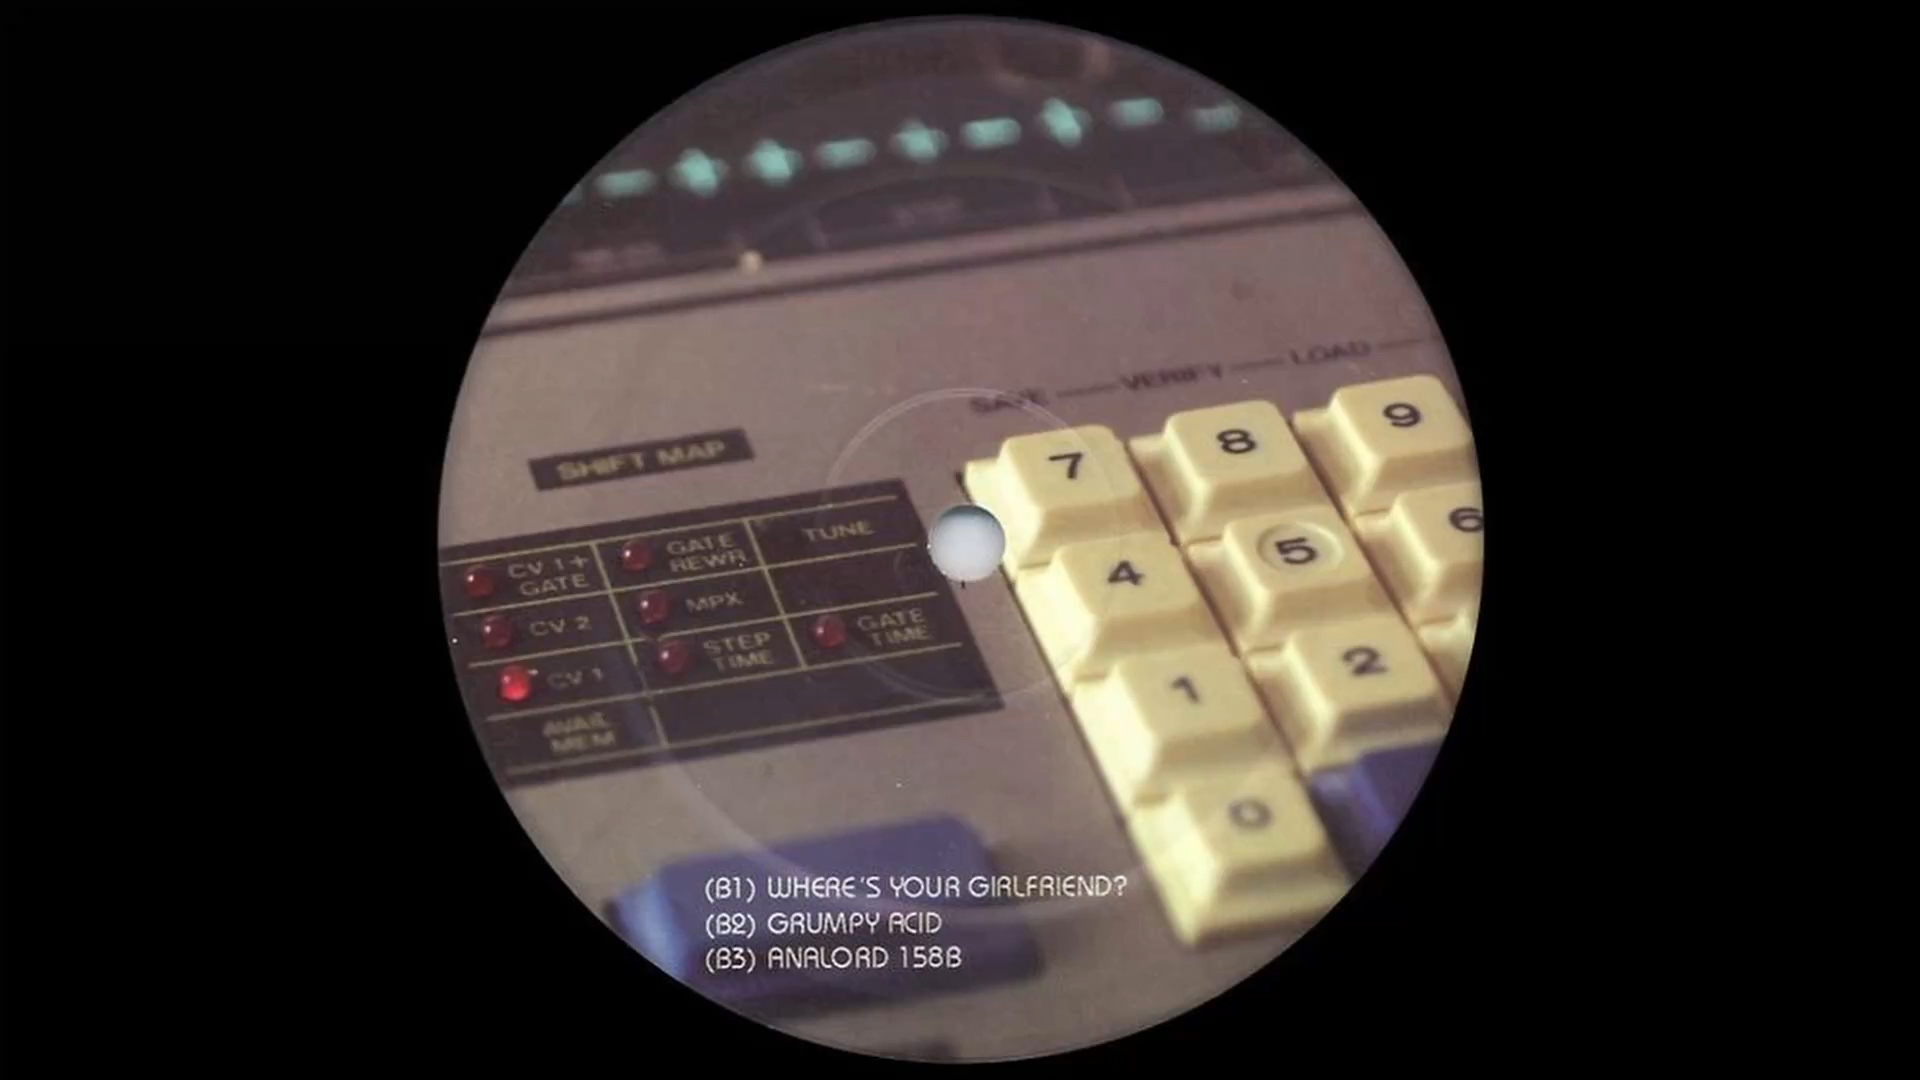 SAVE VERIFY LOAD
SHIFT MAP
7 8 9
4 5 6
1 2
0
CV 1+ GATE
GATE REWR.
TUNE
CV 2
MPX
CV 1
STEP TIME
GATE TIME
AVAIL MEM
(B1) WHERE'S YOUR GIRLFRIEND?
(B2) GRUMPY ACID
(B3) ANALORD 158B